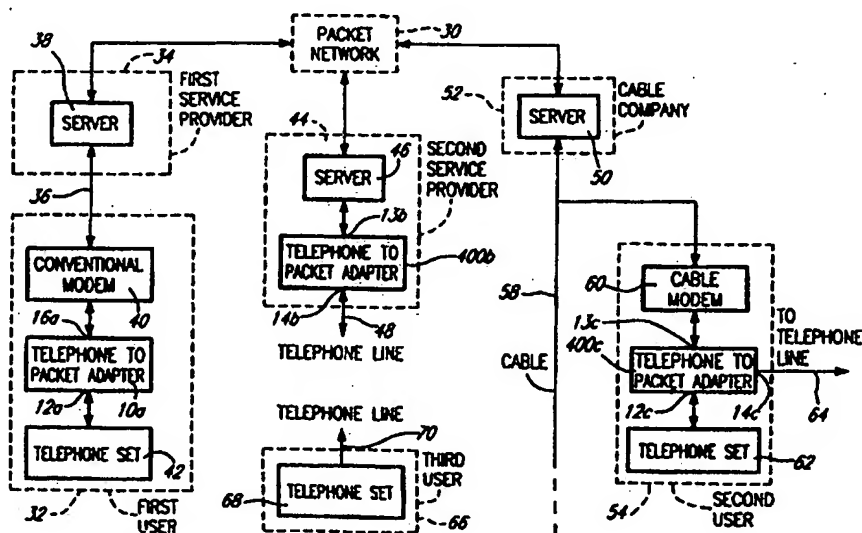 38
34
FIRST
SERVICE
PROVIDER
SERVER
36
CONVENTIONAL
MODEM
40
16a
TELEPHONE TO
PACKET ADAPTER
10a
12a
TELEPHONE SET
42
32
FIRST
USER
PACKET
NETWORK
30
44
SERVER
46
SECOND
SERVICE
PROVIDER
13b
TELEPHONE TO
PACKET ADAPTER
400b
14b
48
TELEPHONE LINE
TELEPHONE LINE
70
68
TELEPHONE SET
THIRD
USER
66
52
SERVER
50
CABLE
COMPANY
58
CABLE
60
CABLE
MODEM
13c
400c
TELEPHONE TO
PACKET ADAPTER
12c
14c
TO
TELEPHONE
LINE
64
TELEPHONE SET
62
54
SECOND
USER